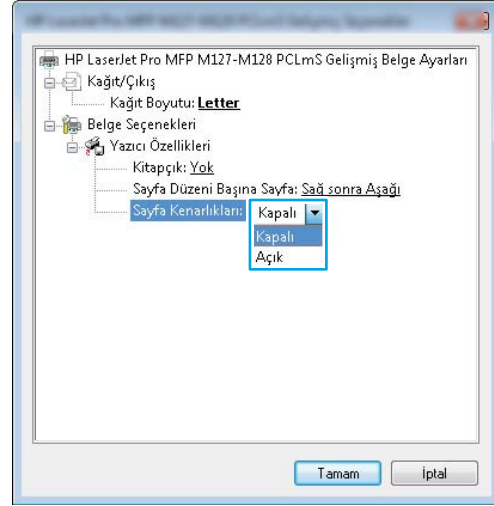 HP LaserJet Pro MFP M127-M128 PCLmS Gelişmiş Belge Ayarları
Kağıt/Çıkış
Kağıt Boyutu: Letter
Belge Seçenekleri
Yazıcı Özellikleri
Kitapçık: Yok
Sayfa Düzeni Başına Sayfa: Sağ sonra Aşağı
Sayfa Kenarlıkları: Kapalı
Kapalı
Açık
Tamam İptal